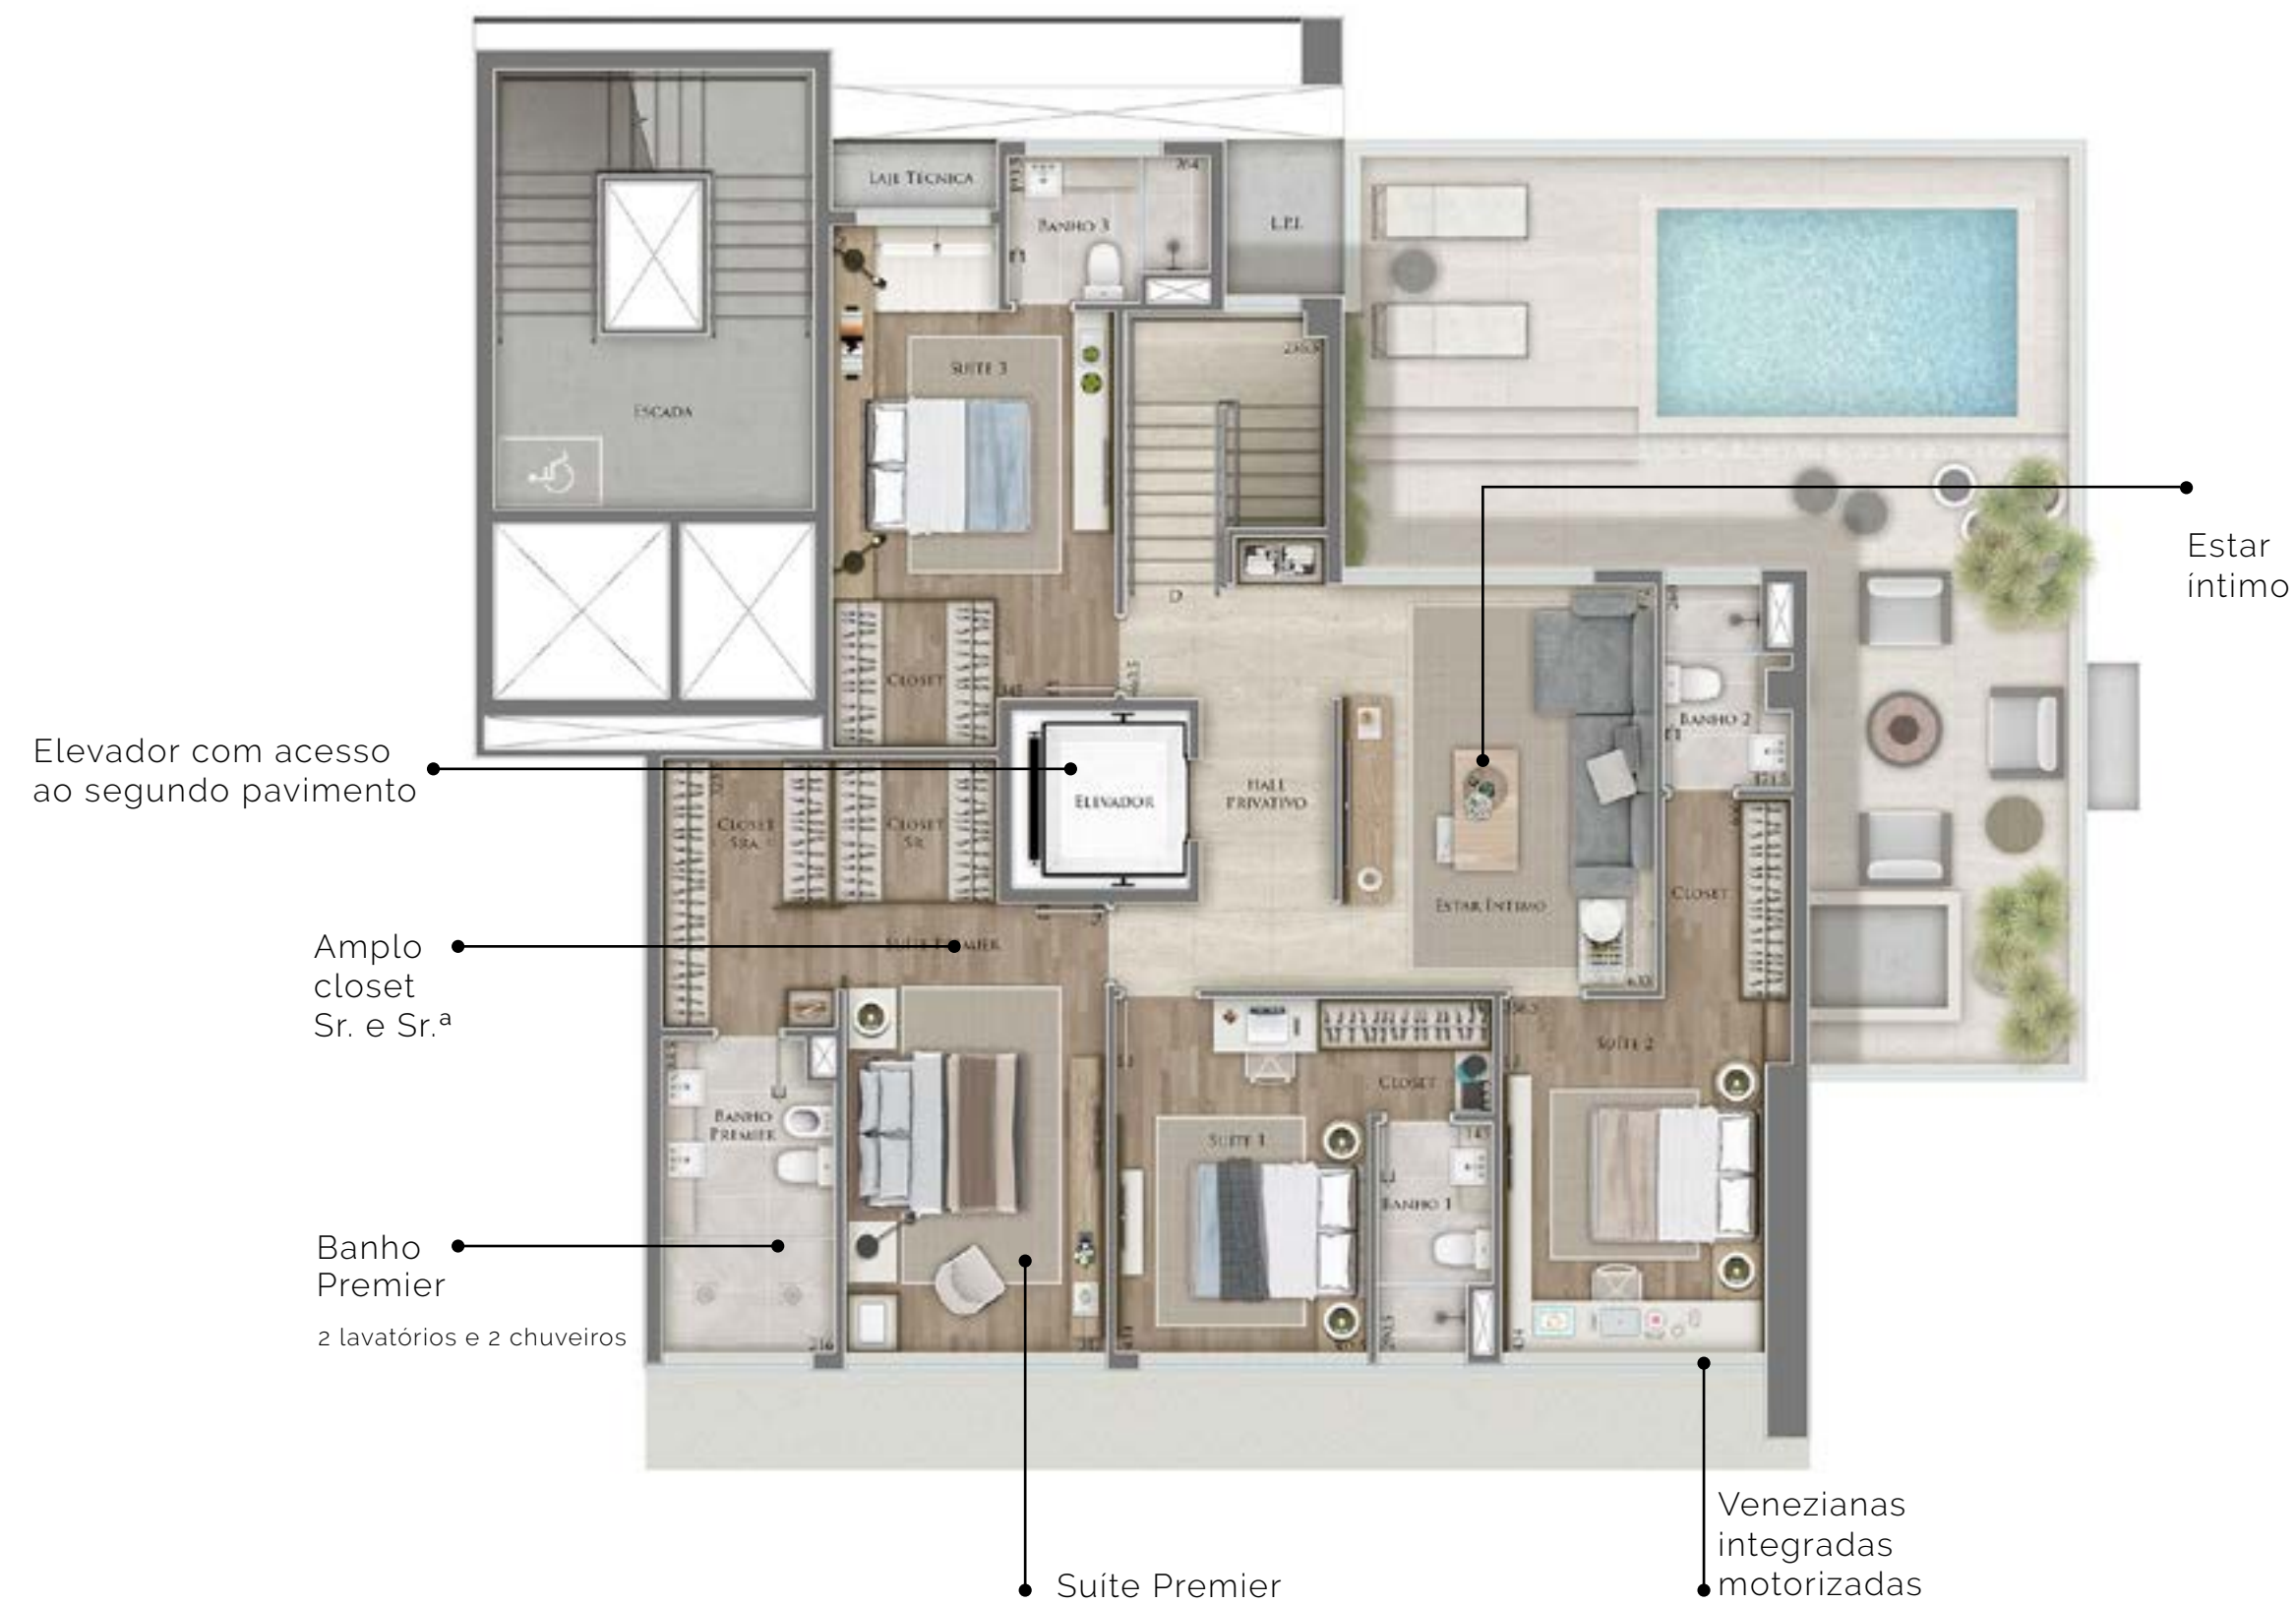 LAJE TÉCNICA
BANHO 3
L.P.I.
SUÍTE 3
ESCADA
Estar
íntimo
D
CLOSET
BANHO 2
Elevador com acesso
ao segundo pavimento
ELEVADOR
HALL
PRIVATIVO
CLOSET
SRA.
CLOSET
SR.
CLOSET
ESTAR ÍNTIMO
Amplo
closet
Sr. e Sr.ª
SUÍTE PREMIER
SUÍTE 2
CLOSET
BANHO
PREMIER
SUÍTE 1
BANHO 1
Banho
Premier
2 lavatórios e 2 chuveiros
216
Venezianas
integradas
motorizadas
Suíte Premier